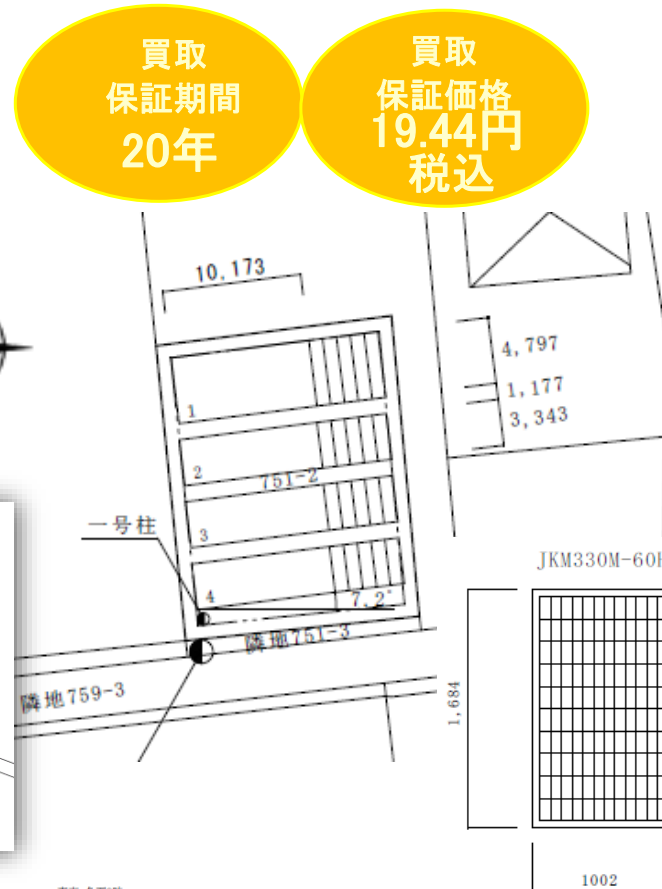 買取
保証期間
20年
買取
保証価格
19.44円
税込
10,173
4,797
1,177
3,343
1
2
751-2
3
一号柱
4
7.2°
隣地751-3
隣地759-3
JKM330M-60H
1,684
1002